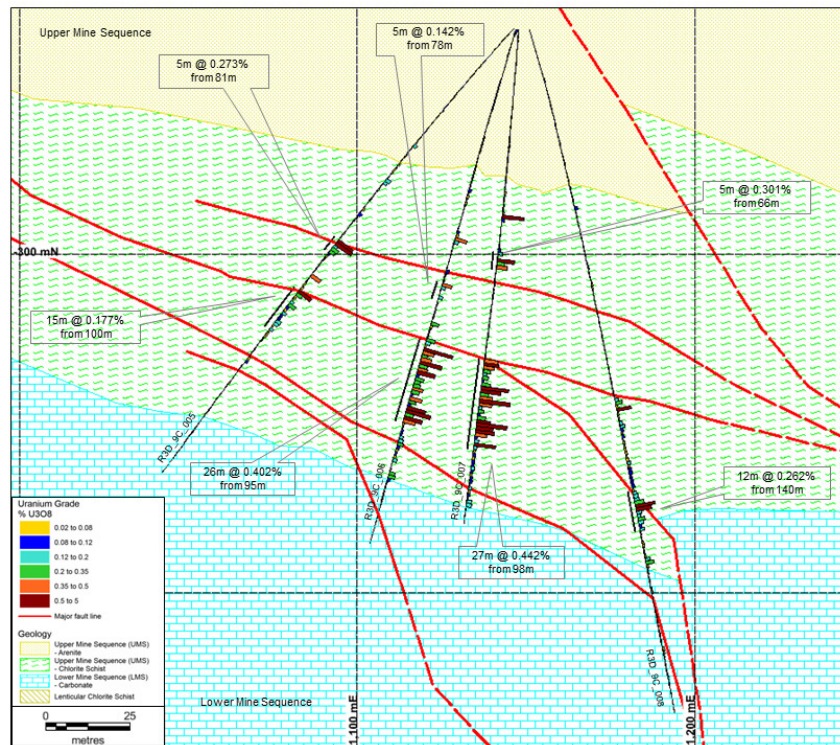 Upper Mine Sequence
5m @ 0.273%
from 81m
5m @ 0.142%
from 78m
5m @ 0.301%
from 66m
-300 mN
15m @ 0.177%
from 100m
R3D_9C_005
26m @ 0.402%
from 95m
R3D_9C_006
R3D_9C_007
27m @ 0.442%
from 98m
12m @ 0.262%
from 140m
R3D_9C_008
Uranium Grade
% U3O8
0.02 to 0.08
0.08 to 0.12
0.12 to 0.2
0.2 to 0.35
0.35 to 0.5
0.5 to 5
Major fault line
Geology
Upper Mine Sequence (UMS)
- Arenite
Upper Mine Sequence (UMS)
- Chlorite Schist
Lower Mine Sequence (LMS)
- Carbonate
Lenticular Chlorite Schist
0 25
metres
Lower Mine Sequence
1,100 mE
1,200 mE